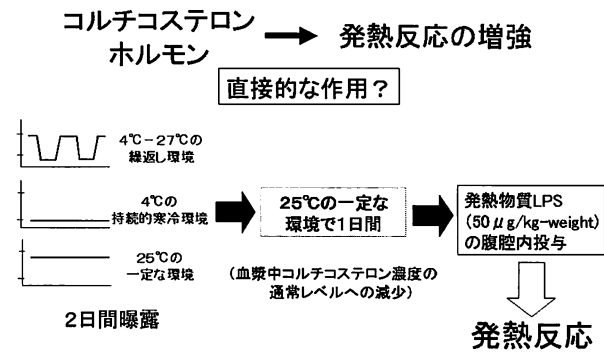 コルチコステロン
ホルモン
発熱反応の増強
直接的な作用?
4℃-27℃の
繰返し環境
4℃の
持続的寒冷環境
25℃の
一定な環境
2日間曝露
25℃の一定な
環境で1日間
(血漿中コルチコステロン濃度の
通常レベルへの減少)
発熱物質LPS
(50μg/kg-weight)
の腹腔内投与
発熱反応